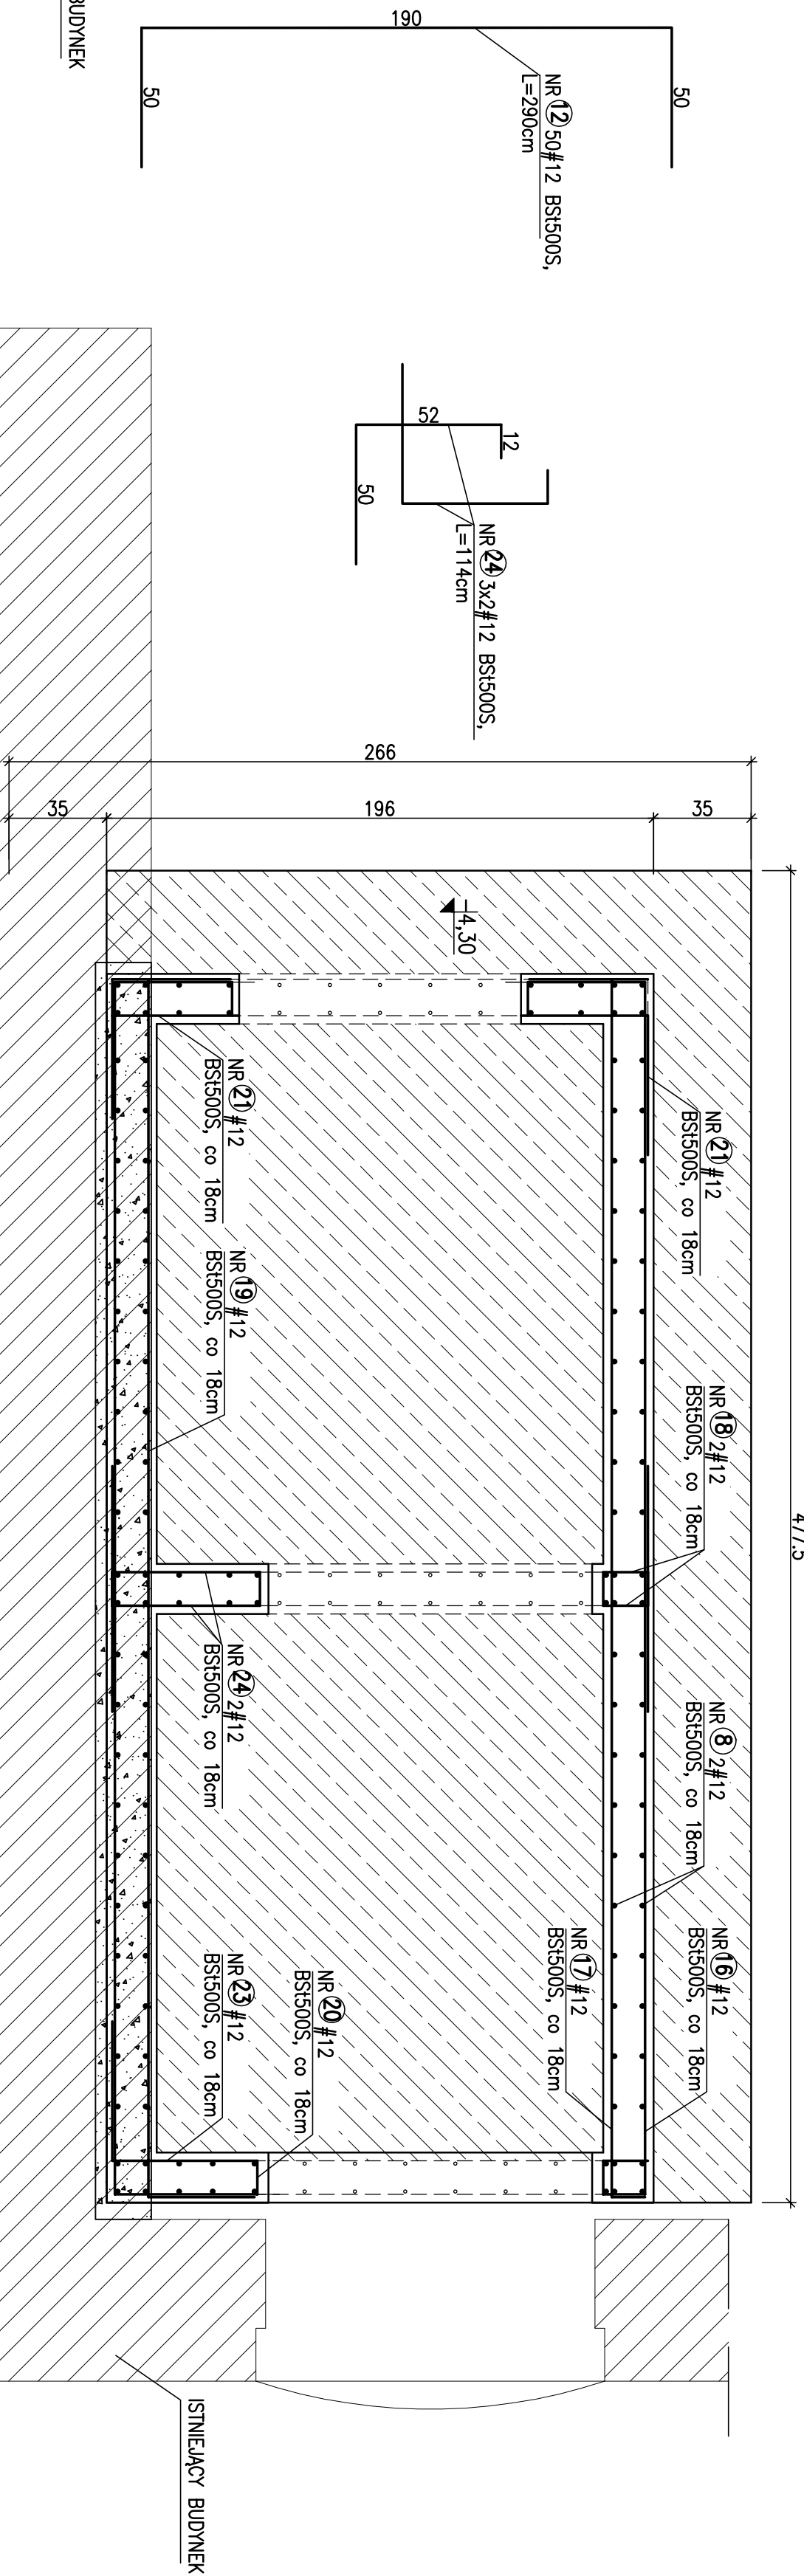 BUDYNEK
190
50
50
NR 12 50#12 BSt500S,
L=290cm
52
12
50
NR 24 3x2#12 BSt500S,
L=114cm
266
35
196
35
477.5
-4,30
NR 21 #12
BSt500S, co 18cm
NR 18 2#12
BSt500S, co 18cm
NR 8 2#12
BSt500S, co 18cm
NR 16 #12
BSt500S, co 18cm
NR 17 #12
BSt500S, co 18cm
NR 21 #12
BSt500S, co 18cm
NR 19 #12
BSt500S, co 18cm
NR 24 2#12
BSt500S, co 18cm
NR 20 #12
BSt500S, co 18cm
NR 23 #12
BSt500S, co 18cm
ISTNIEJĄCY BUDYNEK